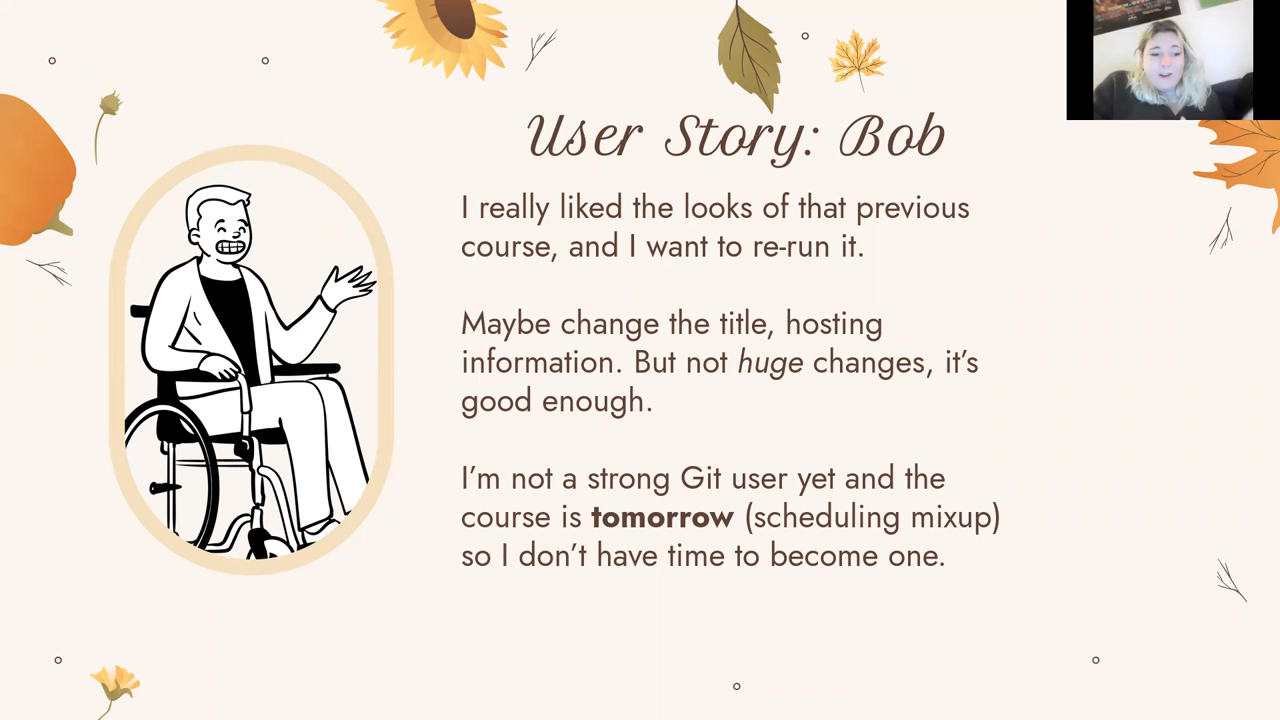 User Story: Bob
I really liked the looks of that previous
course, and I want to re-run it.
Maybe change the title, hosting
information. But not huge changes, it's
good enough.
I'm not a strong Git user yet and the
course is tomorrow (scheduling mixup)
so I don't have time to become one.